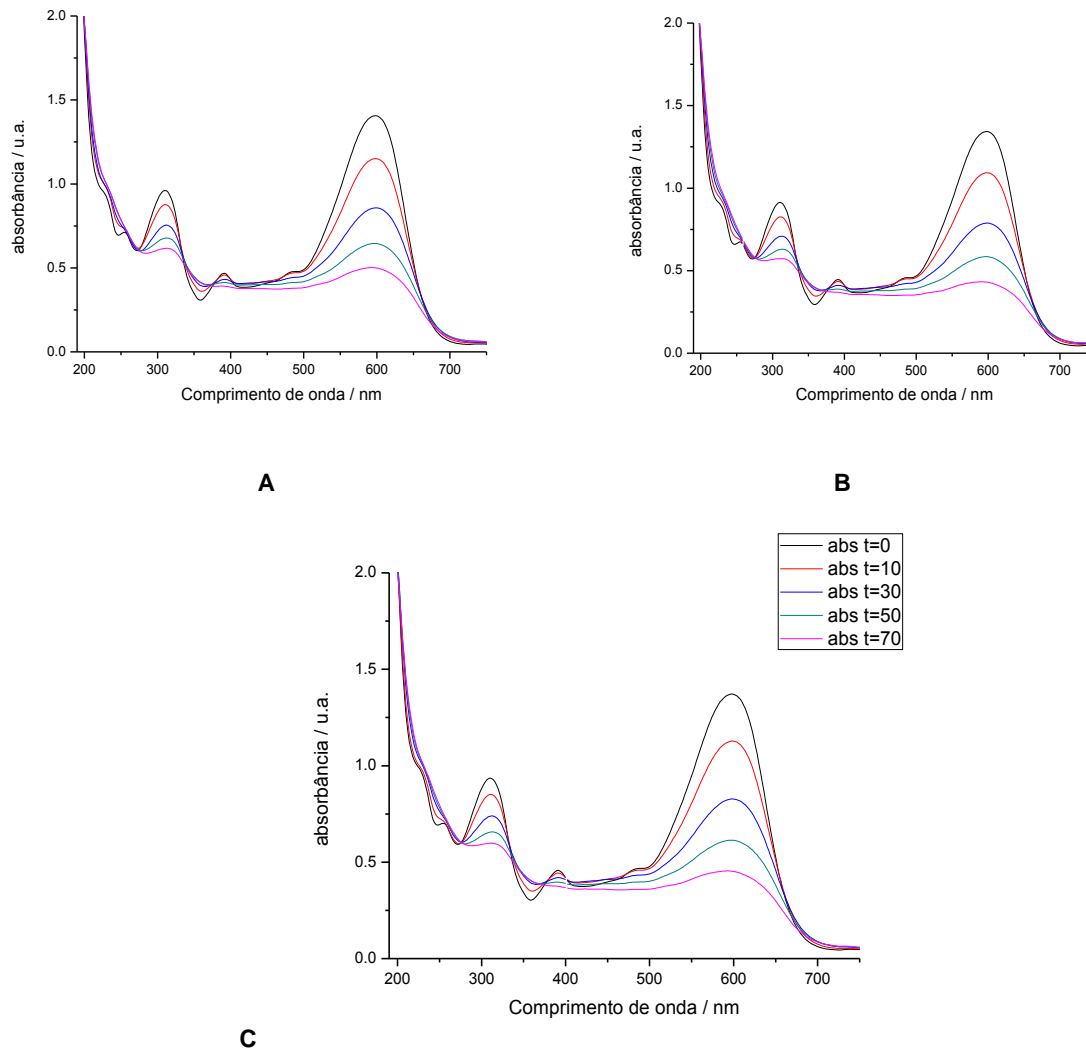 2.0
1.5
1.0
0.5
0.0
absorbância / u.a.
200 300 400 500 600 700
Comprimento de onda / nm
A
2.0
1.5
1.0
0.5
0.0
absorbância / u.a.
200 300 400 500 600 700
Comprimento de onda / nm
B
abs t=0
abs t=10
abs t=30
abs t=50
abs t=70
2.0
1.5
1.0
0.5
0.0
absorbância / u.a.
200 300 400 500 600 700
Comprimento de onda / nm
C